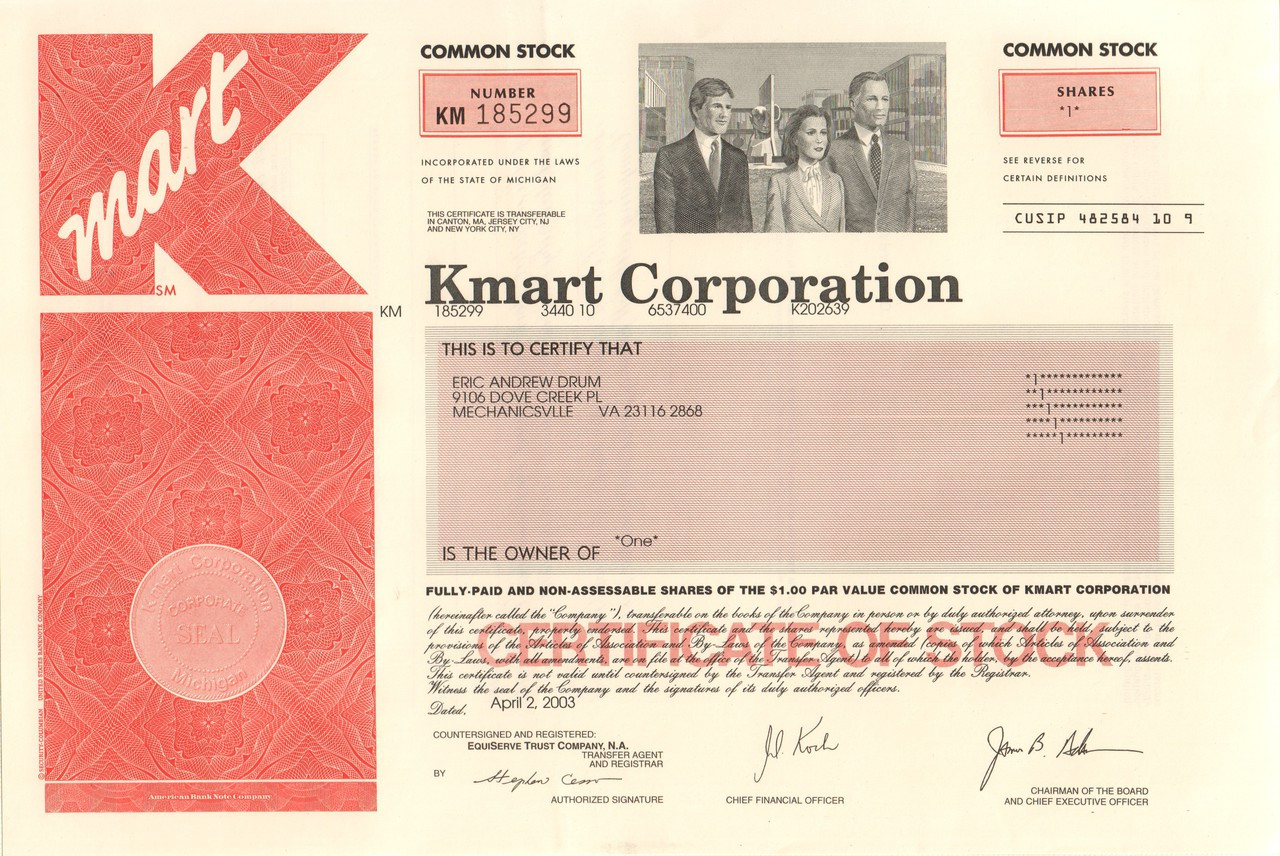 mart
SM
COMMON STOCK
NUMBER
KM 185299
INCORPORATED UNDER THE LAWS
OF THE STATE OF MICHIGAN
THIS CERTIFICATE IS TRANSFERABLE
IN CANTON, MA, JERSEY CITY, NJ
AND NEW YORK CITY, NY
COMMON STOCK
SHARES
*1*
SEE REVERSE FOR
CERTAIN DEFINITIONS
CUSIP 482584 10 9
Kmart Corporation
KM 185299 3440 10 6537400 K202639
THIS IS TO CERTIFY THAT
ERIC ANDREW DRUM
9106 DOVE CREEK PL
MECHANICSVLLE VA 23116 2868
*1*************
**1************
***1***********
****1**********
*****1*********
*One*
IS THE OWNER OF
FULLY-PAID AND NON-ASSESSABLE SHARES OF THE $1.00 PAR VALUE COMMON STOCK OF KMART CORPORATION
CERTIFICATE OF STOCK
(hereinafter called the "Company"), transferable on the books of the Company in person or by duly authorized attorney, upon surrender
of this certificate, properly endorsed. This certificate and the shares represented hereby are issued, and shall be held, subject to the
provisions of the Articles of Association and By-Laws of the Company, as amended (copies of which Articles of Association and
By-Laws, with all amendments, are on file at the office of the Transfer Agent) to all of which the holder, by the acceptance hereof, assents.
This certificate is not valid until countersigned by the Transfer Agent and registered by the Registrar.
Witness the seal of the Company and the signatures of its duly authorized officers.
Dated, April 2, 2003
COUNTERSIGNED AND REGISTERED:
EQUISERVE TRUST COMPANY, N.A.
TRANSFER AGENT
AND REGISTRAR
BY
AUTHORIZED SIGNATURE
CHIEF FINANCIAL OFFICER
CHAIRMAN OF THE BOARD
AND CHIEF EXECUTIVE OFFICER
Kmart Corporation
CORPORATE
SEAL
Michigan
© SECURITY-COLUMBIAN UNITED STATES BANKNOTE COMPANY
American Bank Note Company